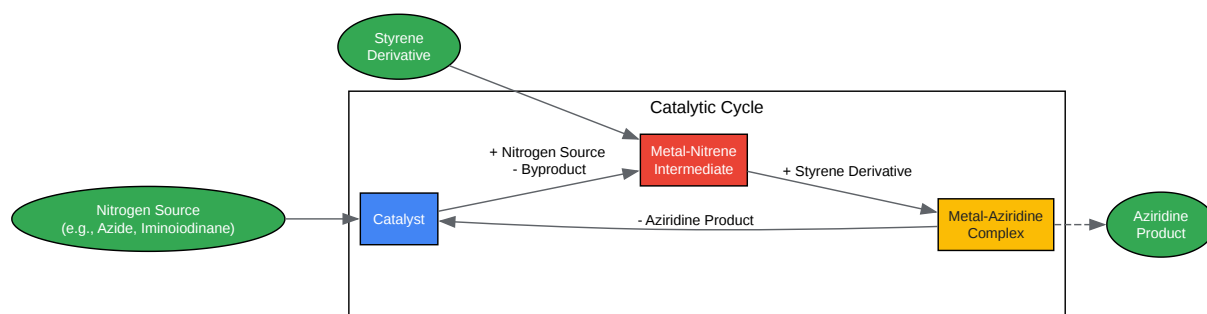 Styrene
Derivative
Catalytic Cycle
+ Nitrogen Source
- Byproduct
Metal-Nitrene
Intermediate
+ Styrene Derivative
Nitrogen Source
(e.g., Azide, Iminoiodinane)
Catalyst
- Aziridine Product
Metal-Aziridine
Complex
Aziridine
Product